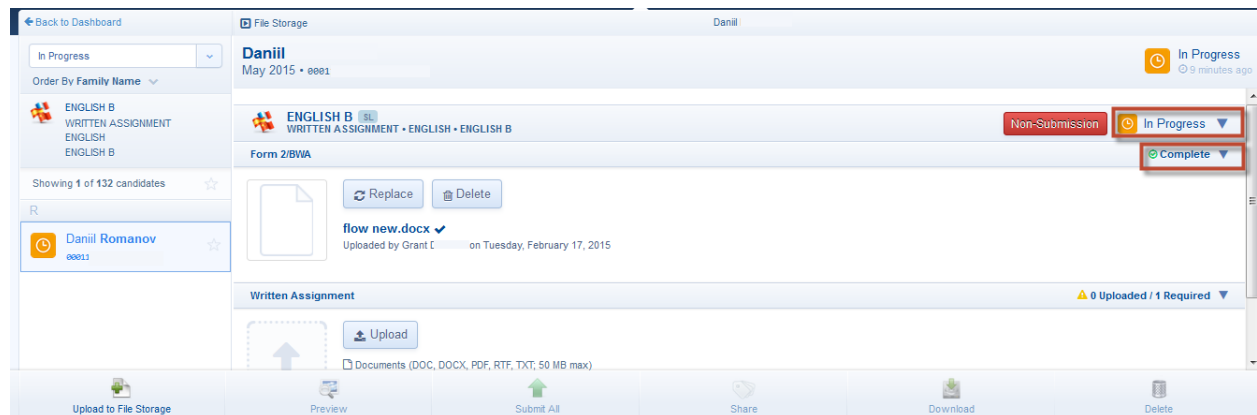 Back to Dashboard
File Storage
Daniil
In Progress
Order By Family Name
ENGLISH B
WRITTEN ASSIGNMENT
ENGLISH
ENGLISH B
Showing 1 of 132 candidates
R
Daniil Romanov
00011
Daniil
May 2015 • 0001
In Progress
9 minutes ago
ENGLISH B SL
WRITTEN ASSIGNMENT • ENGLISH • ENGLISH B
Non-Submission
In Progress
Form 2/BWA
Complete
Replace
Delete
flow new.docx
Uploaded by Grant on Tuesday, February 17, 2015
Written Assignment
0 Uploaded / 1 Required
Upload
Documents (DOC, DOCX, PDF, RTF, TXT; 50 MB max)
Upload to File Storage
Preview
Submit All
Share
Download
Delete